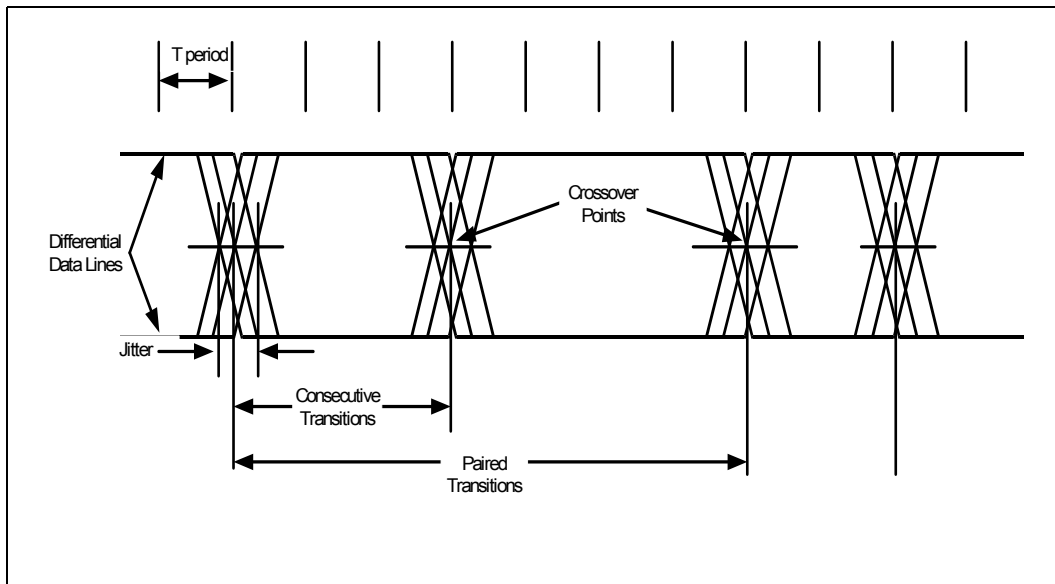 T period
Crossover
Points
Differential
Data Lines
Jitter
Consecutive
Transitions
Paired
Transitions